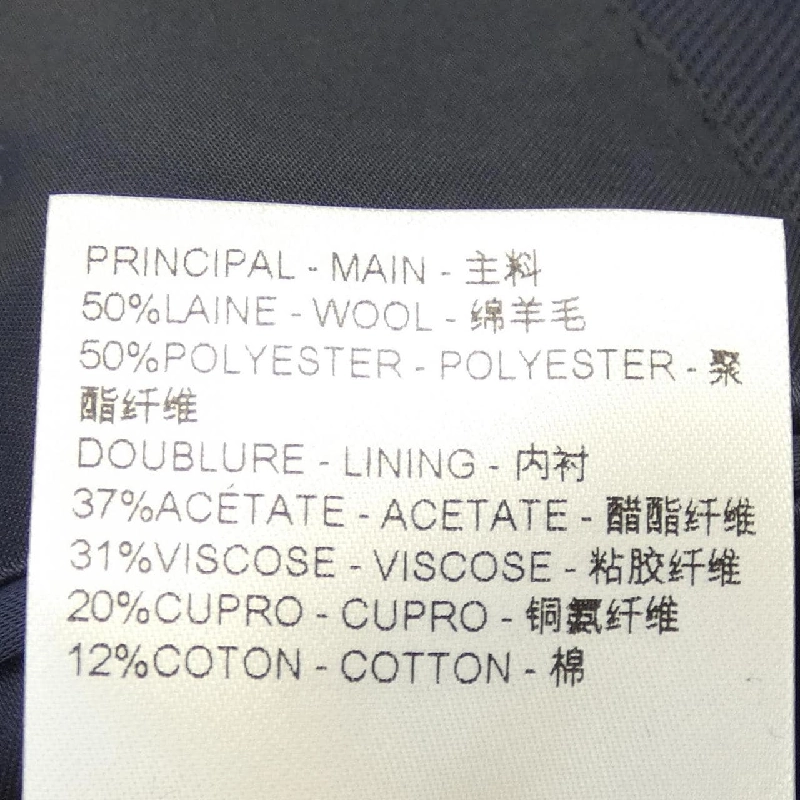 PRINCIPAL - MAIN - 主料
50%LAINE - WOOL - 绵羊毛
50%POLYESTER - POLYESTER - 聚
酯纤维
DOUBLURE - LINING - 内衬
37%ACÉTATE - ACETATE - 醋酯纤维
31%VISCOSE - VISCOSE - 粘胶纤维
20%CUPRO - CUPRO - 铜氨纤维
12%COTON - COTTON - 棉